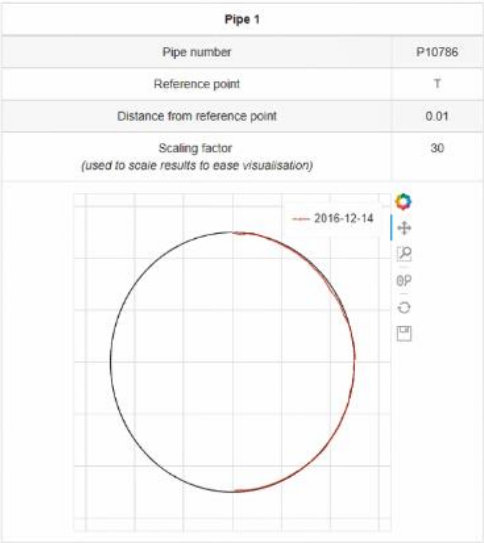 Pipe 1
Pipe number P10786
Reference point T
Distance from reference point 0.01
Scaling factor 30
(used to scale results to ease visualisation)
2016-12-14